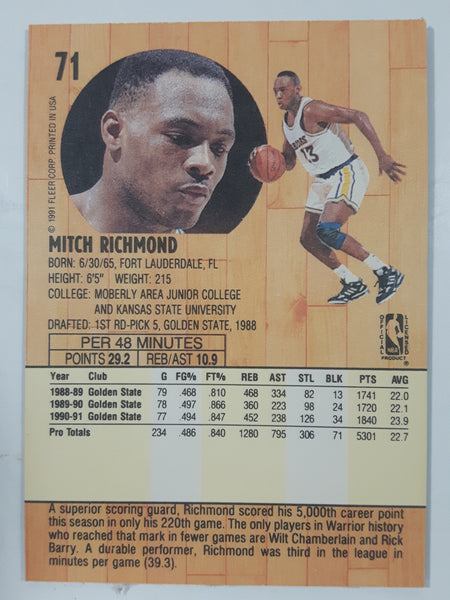 71
© 1991 FLEER CORP. PRINTED IN USA
13
MITCH RICHMOND
BORN: 6/30/65, FORT LAUDERDALE, FL
HEIGHT: 6'5" WEIGHT: 215
COLLEGE: MOBERLY AREA JUNIOR COLLEGE
AND KANSAS STATE UNIVERSITY
DRAFTED: 1ST RD-PICK 5, GOLDEN STATE, 1988
OFFICIAL LICENSED
NBA
PRODUCT
PER 48 MINUTES
POINTS 29.2 REB/AST 10.9
Year Club G FG% FT% REB AST STL BLK PTS AVG
1988-89 Golden State 79 .468 .810 468 334 82 13 1741 22.0
1989-90 Golden State 78 .497 .866 360 223 98 24 1720 22.1
1990-91 Golden State 77 .494 .847 452 238 126 34 1840 23.9
Pro Totals 234 .486 .840 1280 795 306 71 5301 22.7
A superior scoring guard, Richmond scored his 5,000th career point
this season in only his 220th game. The only players in Warrior history
who reached that mark in fewer games are Wilt Chamberlain and Rick
Barry. A durable performer, Richmond was third in the league in
minutes per game (39.3).